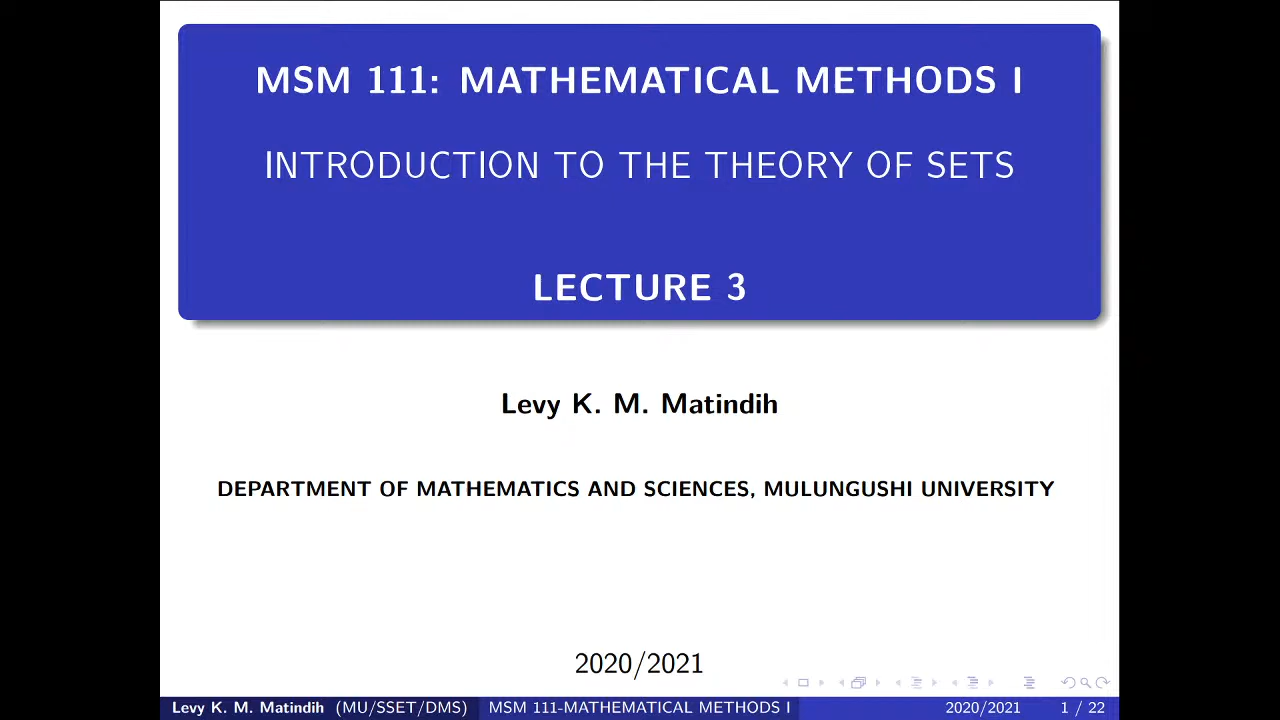 MSM 111: MATHEMATICAL METHODS I
INTRODUCTION TO THE THEORY OF SETS
LECTURE 3
Levy K. M. Matindih
DEPARTMENT OF MATHEMATICS AND SCIENCES, MULUNGUSHI UNIVERSITY
2020/2021
Levy K. M. Matindih (MU/SSET/DMS) MSM 111-MATHEMATICAL METHODS I 2020/2021 1 / 22